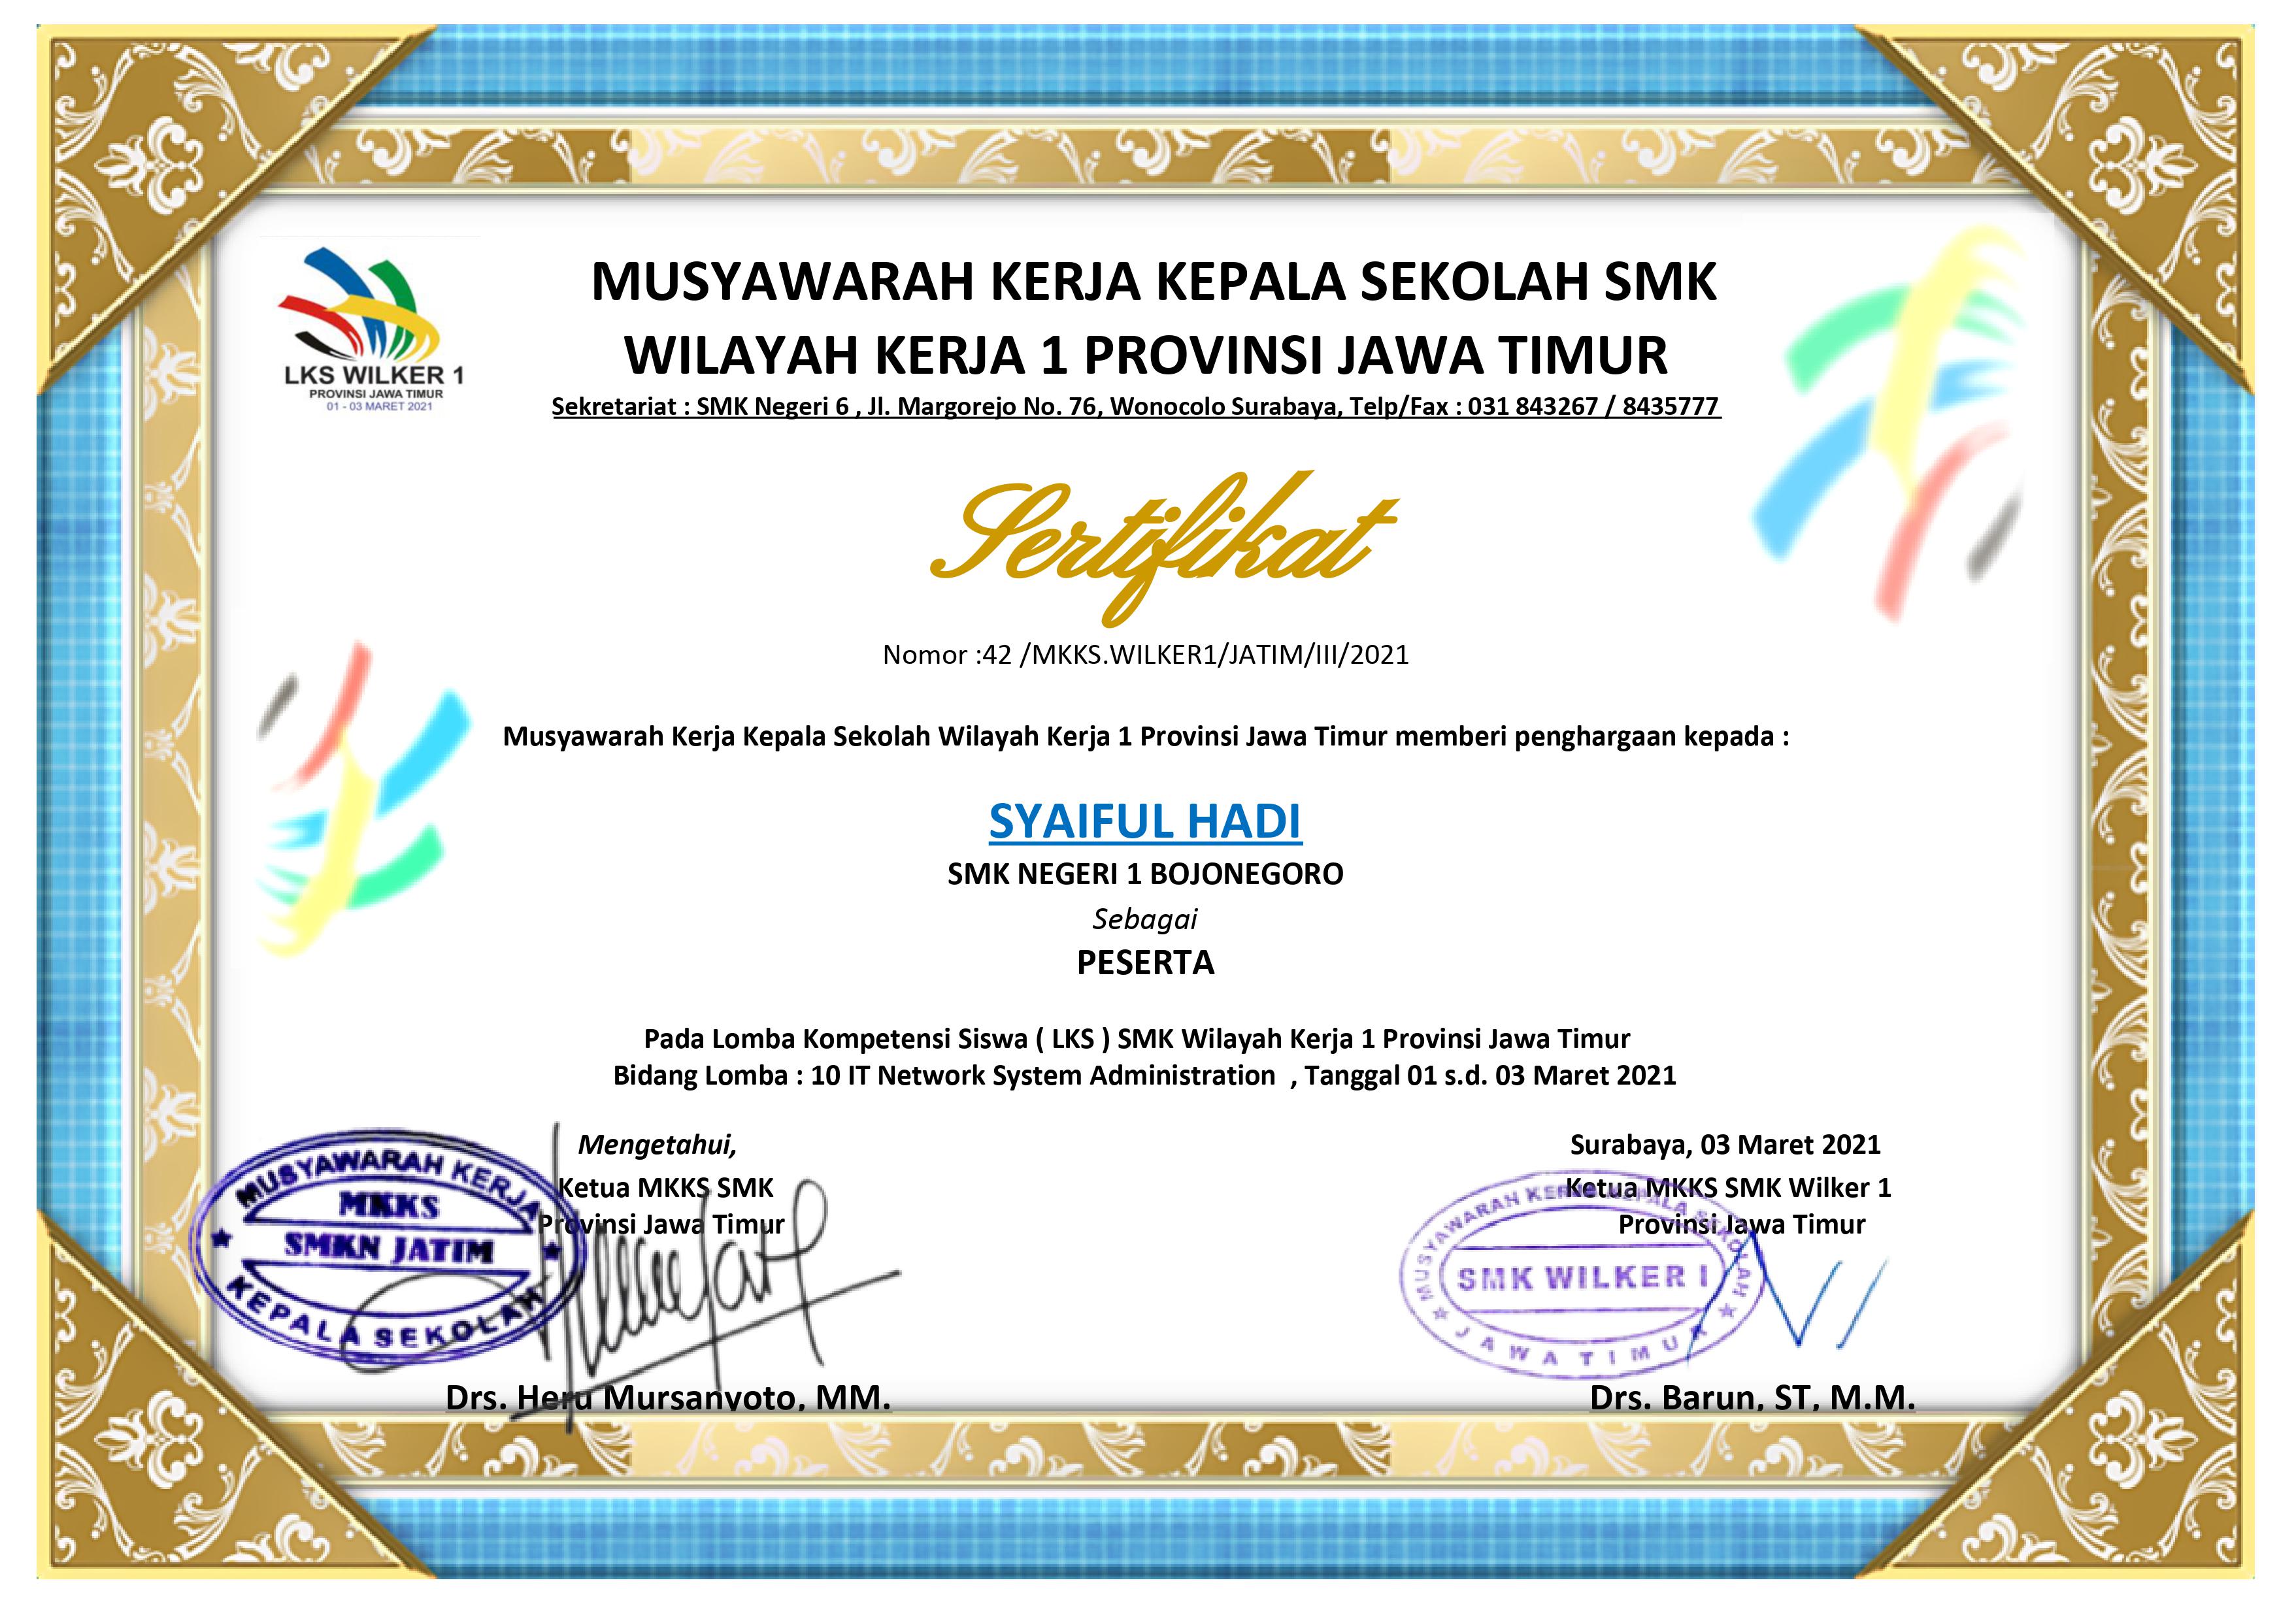 LKS WILKER 1
PROVINSI JAWA TIMUR
01 - 03 MARET 2021
MUSYAWARAH KERJA KEPALA SEKOLAH SMK
WILAYAH KERJA 1 PROVINSI JAWA TIMUR
Sekretariat : SMK Negeri 6 , Jl. Margorejo No. 76, Wonocolo Surabaya, Telp/Fax : 031 843267 / 8435777
Sertifikat
Nomor :42 /MKKS.WILKER1/JATIM/III/2021
Musyawarah Kerja Kepala Sekolah Wilayah Kerja 1 Provinsi Jawa Timur memberi penghargaan kepada :
SYAIFUL HADI
SMK NEGERI 1 BOJONEGORO
Sebagai
PESERTA
Pada Lomba Kompetensi Siswa ( LKS ) SMK Wilayah Kerja 1 Provinsi Jawa Timur
Bidang Lomba : 10 IT Network System Administration , Tanggal 01 s.d. 03 Maret 2021
Mengetahui,
Ketua MKKS SMK
Provinsi Jawa Timur
MUSYAWARAH KERJA
MKKS
SMKN JATIM
KEPALA SEKOLAH
Drs. Heru Mursanyoto, MM.
Surabaya, 03 Maret 2021
Ketua MKKS SMK Wilker 1
Provinsi Jawa Timur
MUSYAWARAH KERJA KEPALA SEKOLAH
SMK WILKER I
JAWA TIMUR
Drs. Barun, ST, M.M.